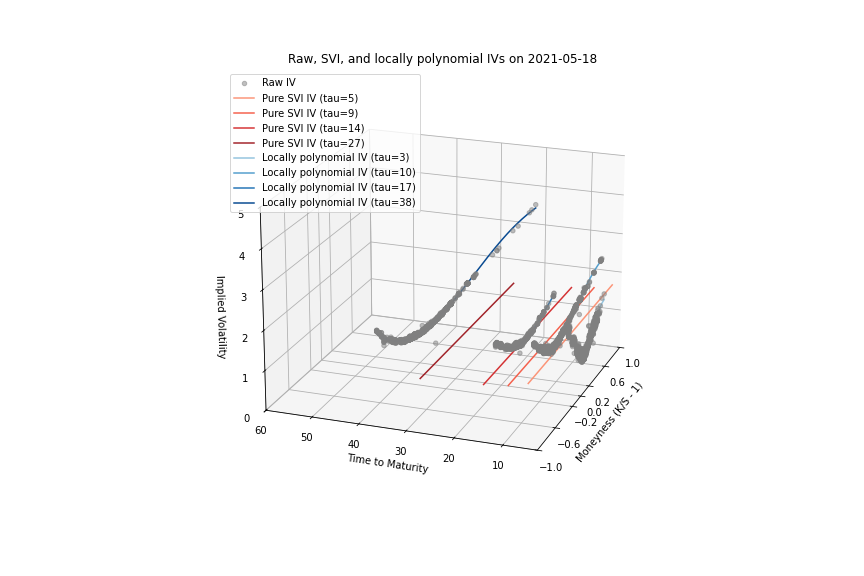 Raw, SVI, and locally polynomial IVs on 2021-05-18
Raw IV
Pure SVI IV (tau=5)
Pure SVI IV (tau=9)
Pure SVI IV (tau=14)
Pure SVI IV (tau=27)
Locally polynomial IV (tau=3)
Locally polynomial IV (tau=10)
Locally polynomial IV (tau=17)
Locally polynomial IV (tau=38)
5
4
3
2
1
0
Implied Volatility
60
50
40
30
20
10
Time to Maturity
1.0
0.6
0.2
0.0
−0.2
−0.6
−1.0
Moneyness (K/S - 1)